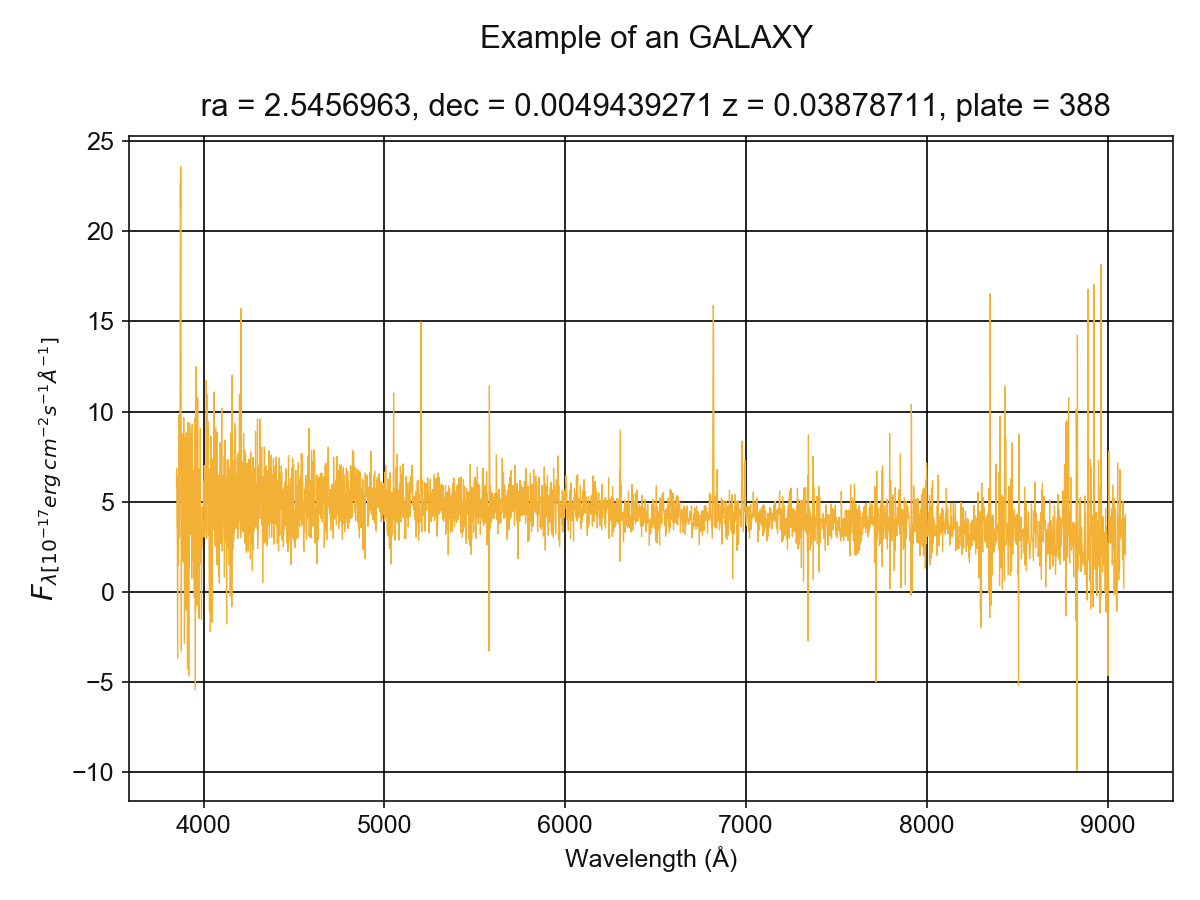 Example of an GALAXY
ra = 2.5456963, dec = 0.0049439271 z = 0.03878711, plate = 388
25
20
15
10
5
0
−5
−10
F_{λ[10^{−17}erg cm^{−2}s^{−1}Å^{−1}]}
4000 5000 6000 7000 8000 9000
Wavelength (Å)